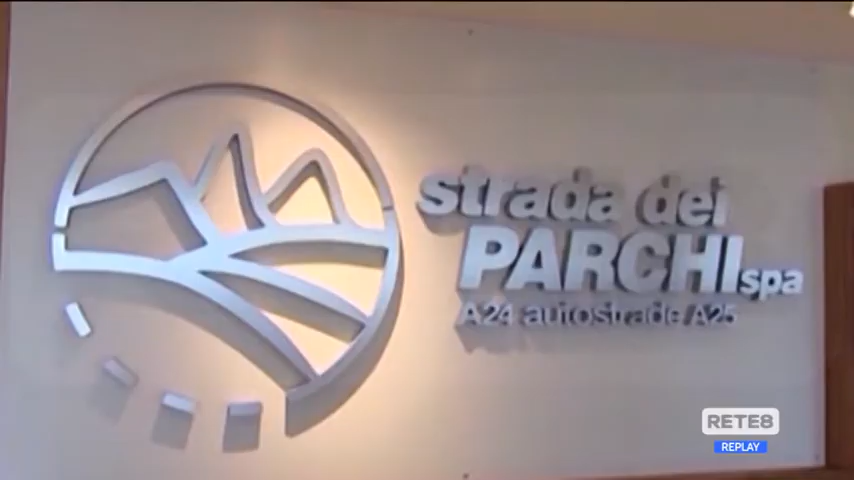 strada dei
PARCHI spa
A24 autostrade A25
RETE8
REPLAY